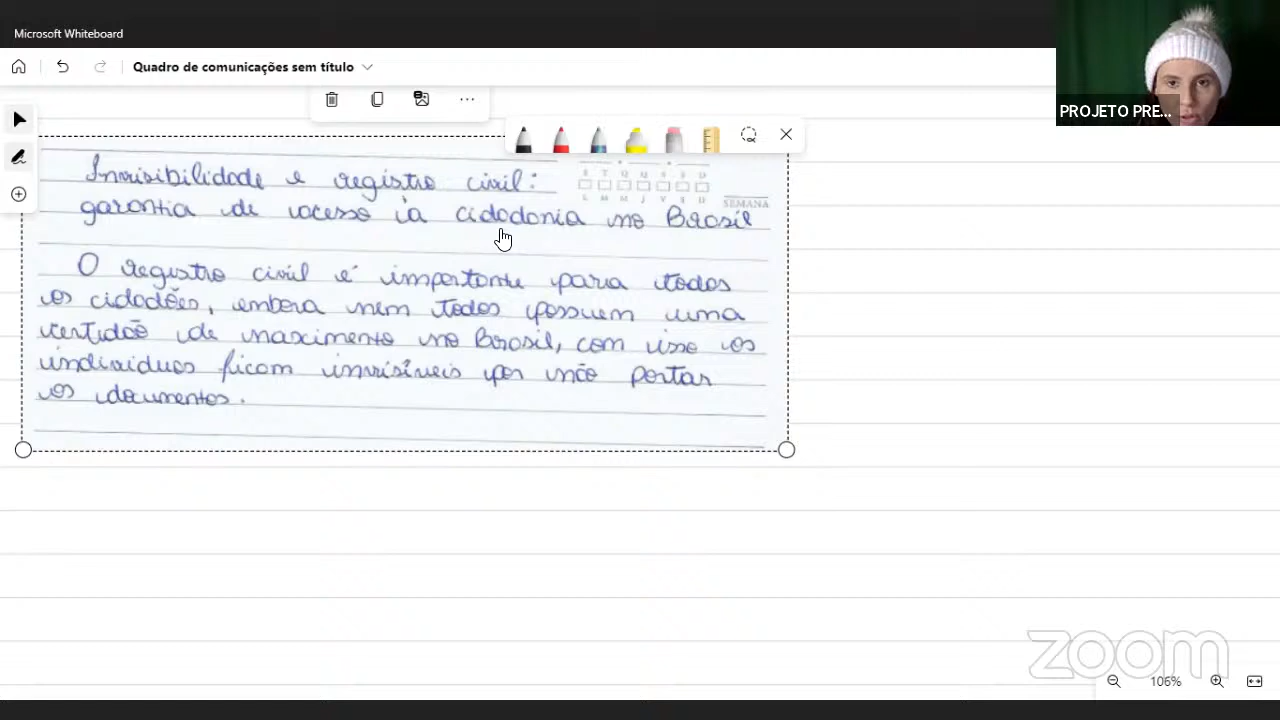 Microsoft Whiteboard
Quadro de comunicações sem título
PROJETO PRE...
Invisibilidade e registro civil:
garantia de acesso à cidadania no Brasil
S T Q Q S S D
L M M J V S D
SEMANA
O registro civil é importante para todos
os cidadões, embora nem todos possuem uma
certidão de nascimento no Brasil, com isso os
indivíduos ficam invisíveis por não portar
os documentos.
zoom
106%